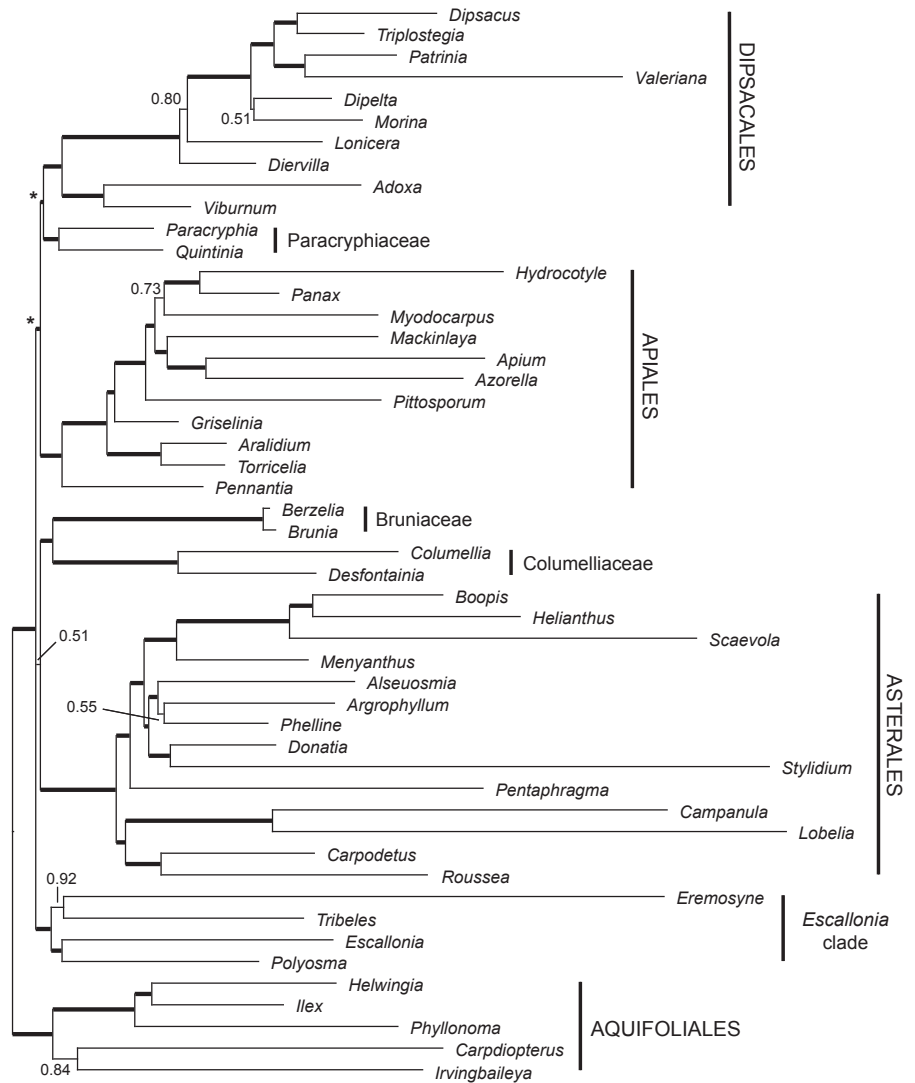 Dipsacus
Triplostegia
Patrinia
Valeriana
0.80
Dipelta
0.51
Morina
Lonicera
Diervilla
Adoxa
*
Viburnum
DIPSACALES
Paracryphia
Quintinia
Paracryphiaceae
Hydrocotyle
0.73
Panax
*
Myodocarpus
Mackinlaya
Apium
Azorella
Pittosporum
Griselinia
Aralidium
Torricelia
Pennantia
APIALES
Berzelia
Brunia
Bruniaceae
Columellia
Desfontainia
Columelliaceae
Boopis
Helianthus
0.51
Scaevola
Menyanthus
Alseuosmia
0.55
Argrophyllum
Phelline
Donatia
Stylidium
Pentaphragma
Campanula
Lobelia
Carpodetus
Roussea
ASTERALES
0.92
Eremosyne
Tribeles
Escallonia
Polyosma
Escallonia
clade
Helwingia
Ilex
Phyllonoma
Carpdiopterus
0.84
Irvingbaileya
AQUIFOLIALES